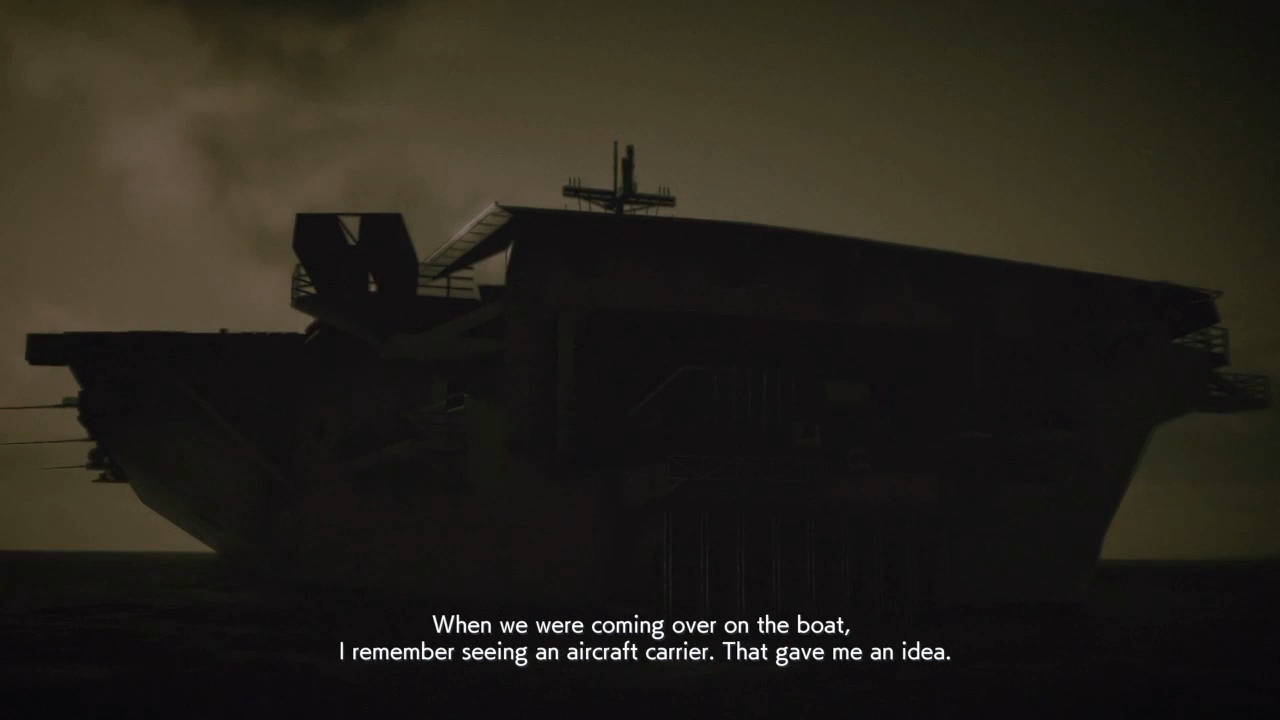 When we were coming over on the boat,
I remember seeing an aircraft carrier. That gave me an idea.